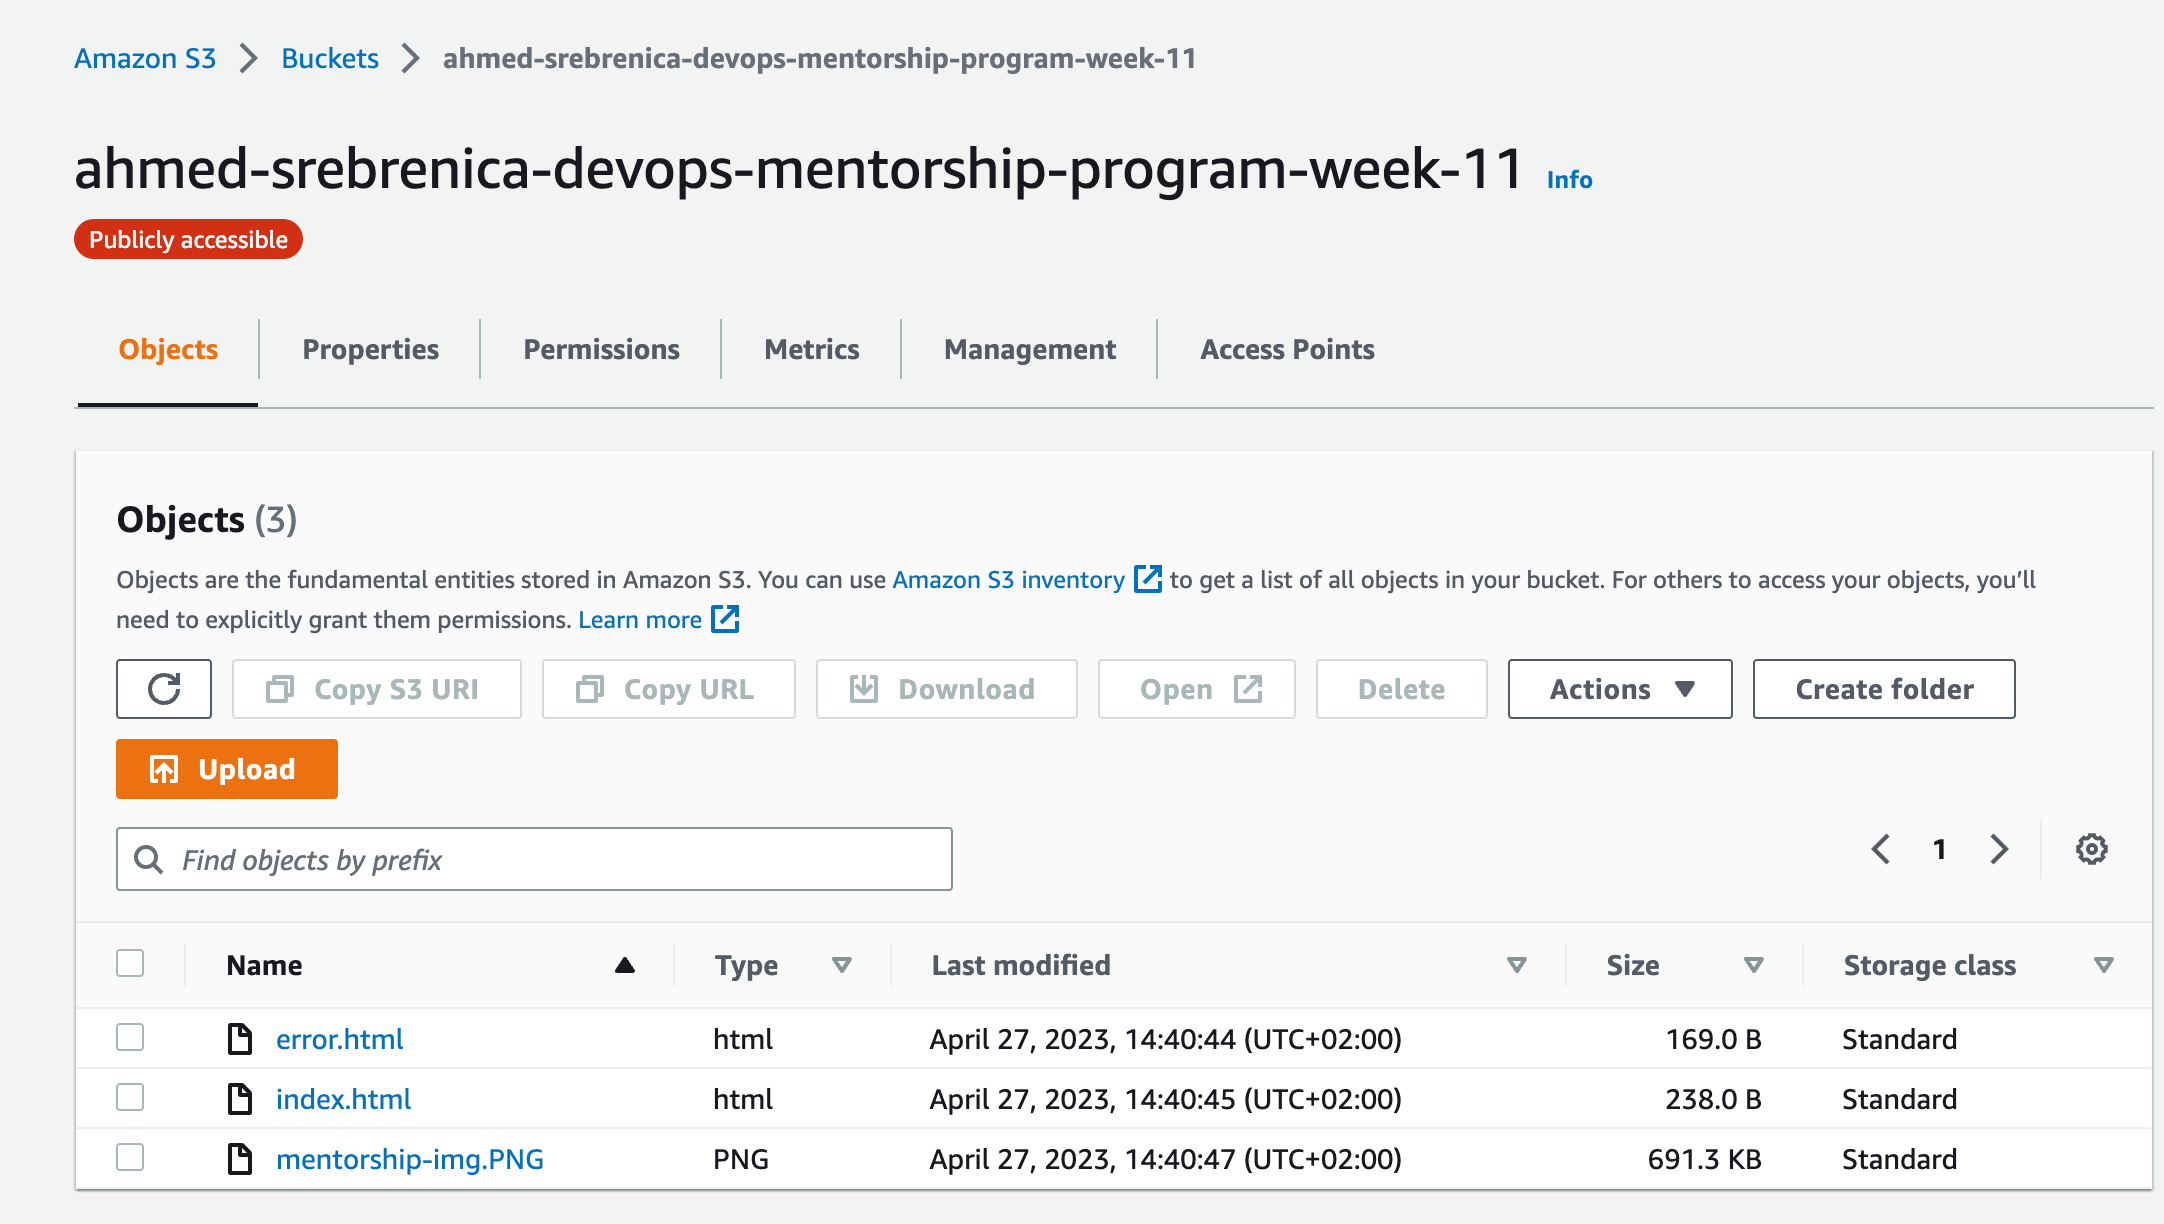 Amazon S3 > Buckets > ahmed-srebrenica-devops-mentorship-program-week-11
ahmed-srebrenica-devops-mentorship-program-week-11 Info
Publicly accessible
Objects Properties Permissions Metrics Management Access Points
Objects (3)
Objects are the fundamental entities stored in Amazon S3. You can use Amazon S3 inventory to get a list of all objects in your bucket. For others to access your objects, you’ll
need to explicitly grant them permissions. Learn more
Copy S3 URI Copy URL Download Open Delete Actions Create folder
Upload
Find objects by prefix 1
Name Type Last modified Size Storage class
error.html html April 27, 2023, 14:40:44 (UTC+02:00) 169.0 B Standard
index.html html April 27, 2023, 14:40:45 (UTC+02:00) 238.0 B Standard
mentorship-img.PNG PNG April 27, 2023, 14:40:47 (UTC+02:00) 691.3 KB Standard